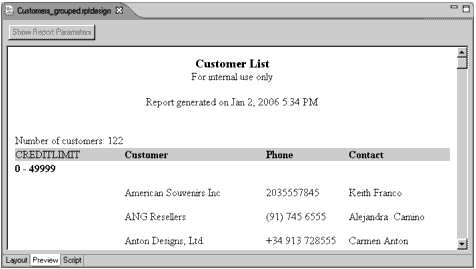 Customers_grouped.rptdesign
Show Report Parameters
Customer List
For internal use only
Report generated on Jan 2, 2006 5:34 PM
Number of customers: 122
CREDITLIMIT Customer Phone Contact
0 - 49999
American Souvenirs Inc 2035557845 Keith Franco
ANG Resellers (91) 745 6555 Alejandra Camino
Anton Designs, Ltd. +34 913 728555 Carmen Anton
Layout Preview Script